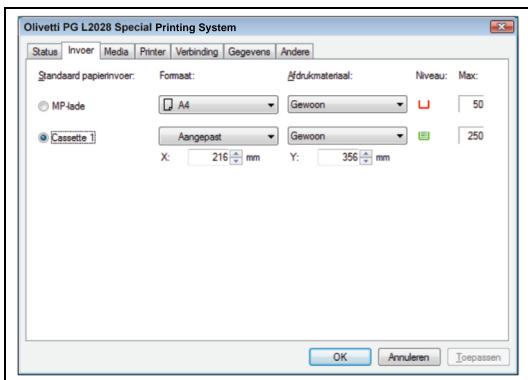 Olivetti PG L2028 Special Printing System
Status Invoer Media Printer Verbinding Gegevens Andere
Standaard papierinvoer: Formaat: Afdrukmateriaal: Niveau: Max:
MP-lade A4 Gewoon 50
Cassette 1 Aangepast Gewoon 250
X: 216 mm Y: 356 mm
OK Annuleren Toepassen